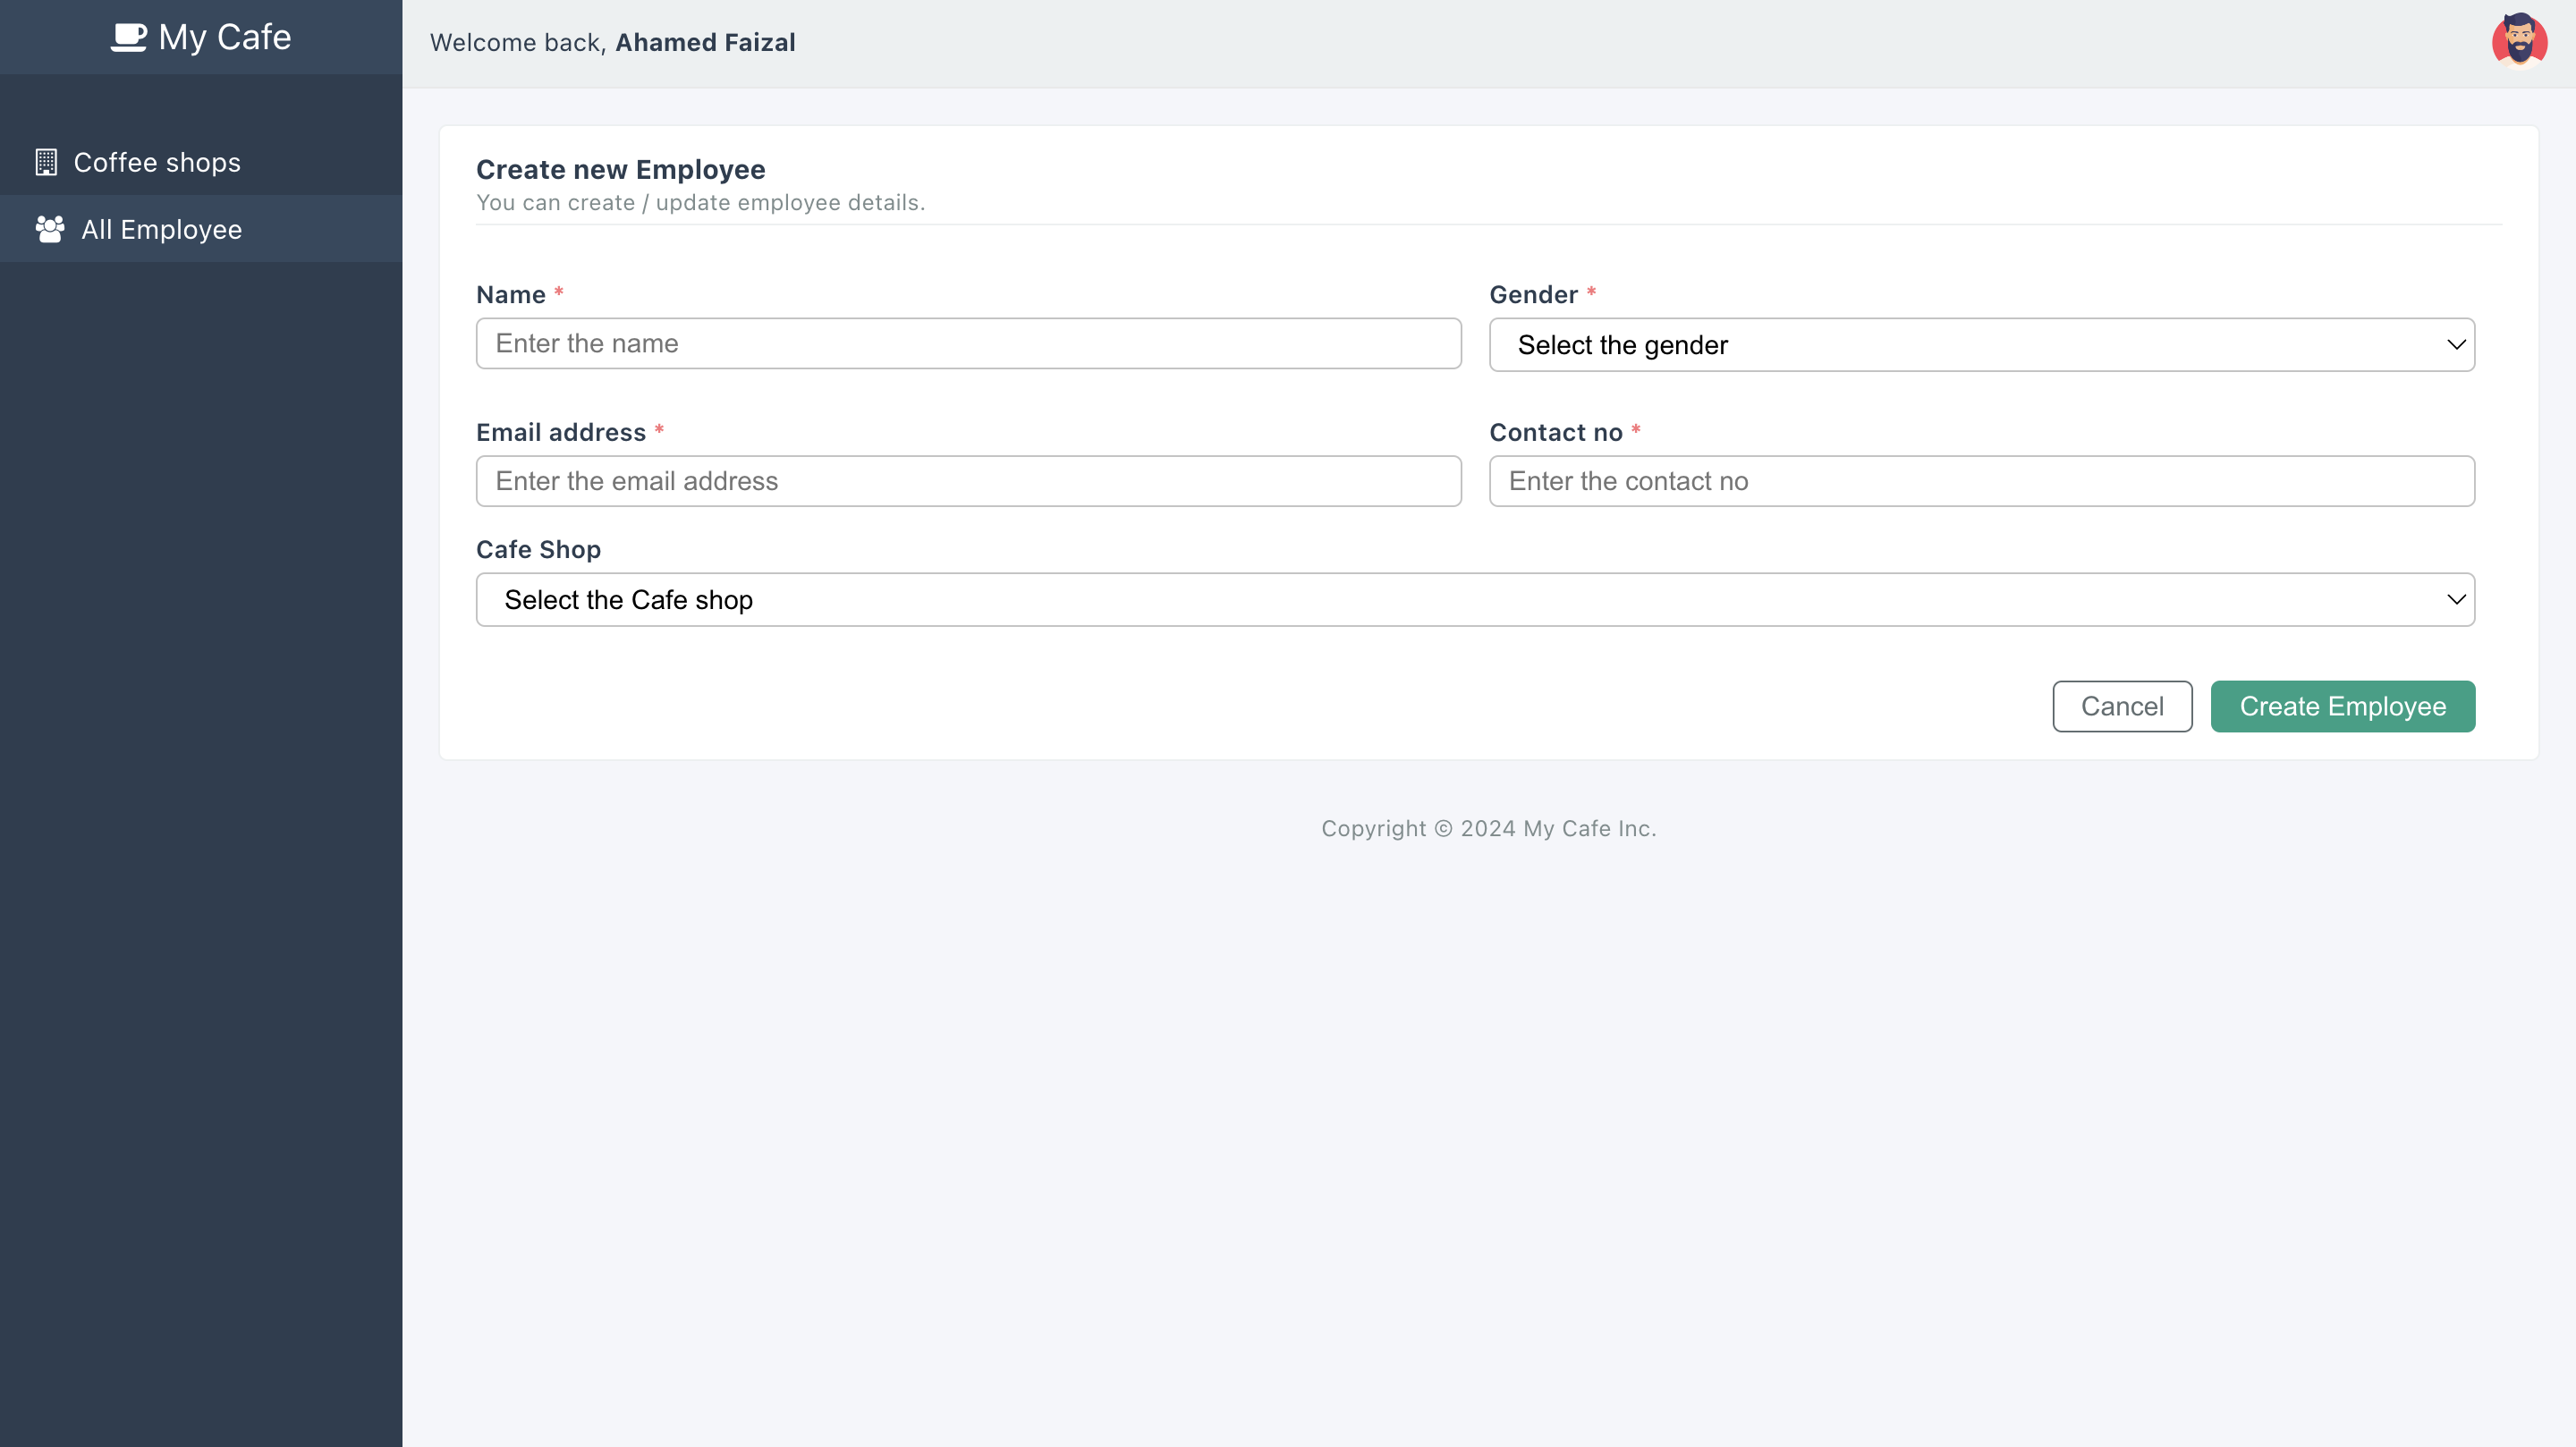 My Cafe
Welcome back, Ahamed Faizal
Coffee shops
All Employee
Create new Employee
You can create / update employee details.
Name *
Gender *
Enter the name
Select the gender
Email address *
Contact no *
Enter the email address
Enter the contact no
Cafe Shop
Select the Cafe shop
Cancel
Create Employee
Copyright © 2024 My Cafe Inc.